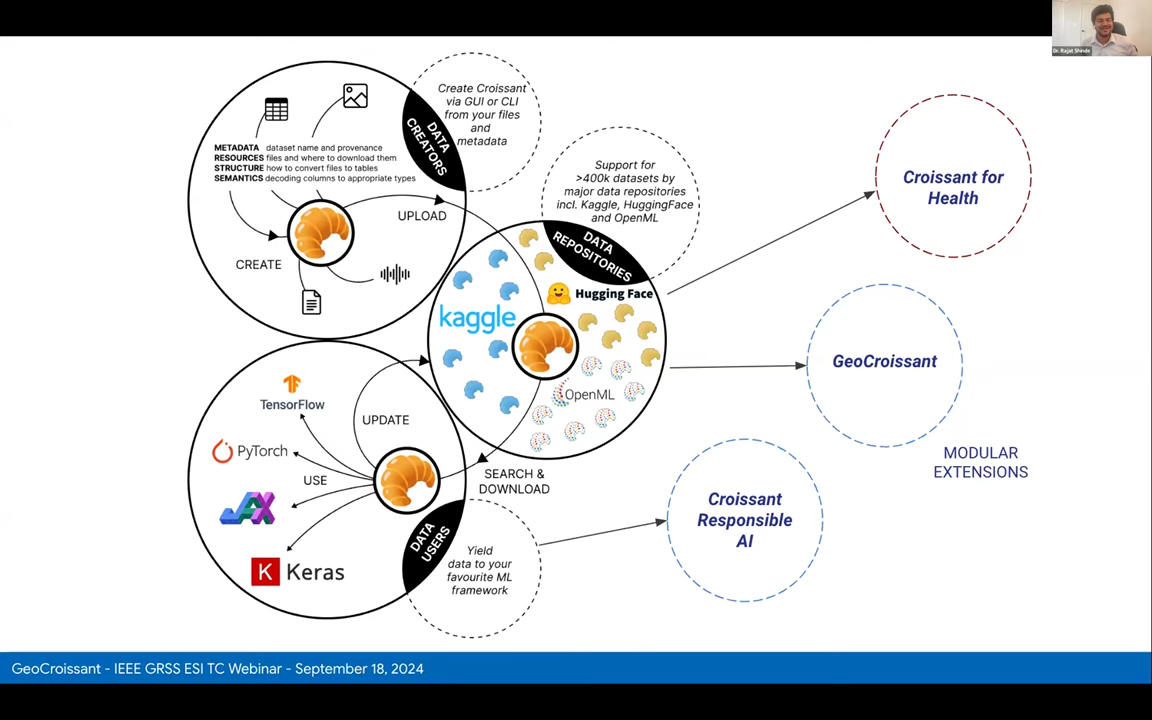 Dr. Rajat Shinde
Create Croissant
via GUI or CLI
from your files
and
metadata
DATA
CREATORS
METADATA dataset name and provenance
RESOURCES files and where to download them
STRUCTURE how to convert files to tables
SEMANTICS decoding columns to appropriate types
UPLOAD
CREATE
Support for
>400k datasets by
major data repositories
incl. Kaggle, HuggingFace
and OpenML
DATA
REPOSITORIES
Hugging Face
kaggle
OpenML
Croissant for
Health
GeoCroissant
MODULAR
EXTENSIONS
TensorFlow
UPDATE
PyTorch
USE
JAX
K Keras
SEARCH &
DOWNLOAD
DATA
USERS
Yield
data to your
favourite ML
framework
Croissant
Responsible
AI
GeoCroissant - IEEE GRSS ESI TC Webinar - September 18, 2024